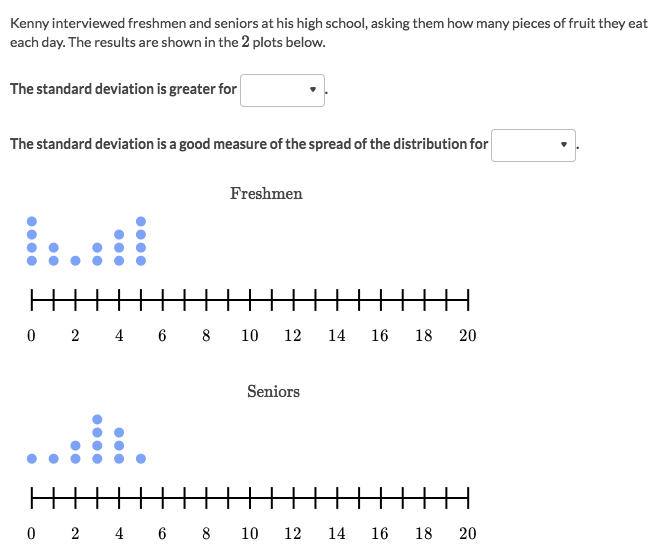 Kenny interviewed freshmen and seniors at his high school, asking them how many pieces of fruit they eat
each day. The results are shown in the 2 plots below.
The standard deviation is greater for .
The standard deviation is a good measure of the spread of the distribution for .
Freshmen
0 2 4 6 8 10 12 14 16 18 20
Seniors
0 2 4 6 8 10 12 14 16 18 20